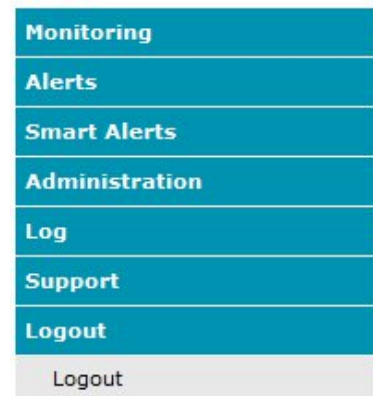 Monitoring
Alerts
Smart Alerts
Administration
Log
Support
Logout
Logout